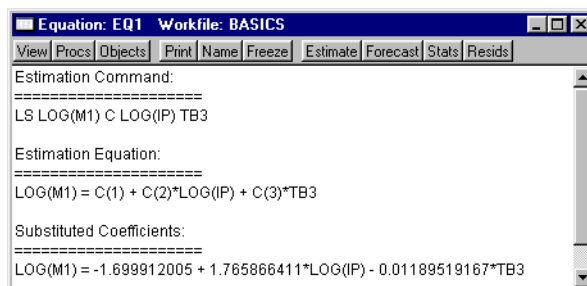 Equation: EQ1 Workfile: BASICS
View Procs Objects Print Name Freeze Estimate Forecast Stats Resids
Estimation Command:
=====================
LS LOG(M1) C LOG(IP) TB3
Estimation Equation:
=====================
LOG(M1) = C(1) + C(2)*LOG(IP) + C(3)*TB3
Substituted Coefficients:
=====================
LOG(M1) = -1.699912005 + 1.765866411*LOG(IP) - 0.01189519167*TB3